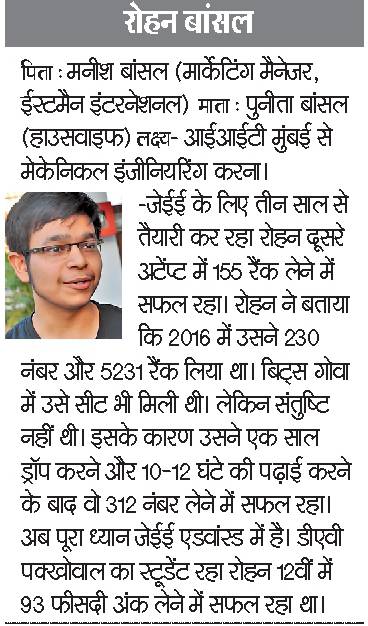 रोहन बांसल
पिता : मनीश बांसल (मार्केटिंग मैनेजर,
ईस्टमैन इंटरनेशनल) माता : पुनीता बांसल
(हाउसवाइफ) लक्ष्य- आईआईटी मुंबई से
मेकेनिकल इंजीनियरिंग करना।
-जेईई के लिए तीन साल से
तैयारी कर रहा रोहन दूसरे
अटेंप्ट में 155 रैंक लेने में
सफल रहा। रोहन ने बताया
कि 2016 में उसने 230
नंबर और 5231 रैंक लिया था। बिट्स गोवा
में उसे सीट भी मिली थी। लेकिन संतुष्टि
नहीं थी। इसके कारण उसने एक साल
ड्रॉप करने और 10-12 घंटे की पढ़ाई करने
के बाद वो 312 नंबर लेने में सफल रहा।
अब पूरा ध्यान जेईई एडवांस्ड में है। डीएवी
पक्खोवाल का स्टूडेंट रहा रोहन 12वीं में
93 फीसदी अंक लेने में सफल रहा था।